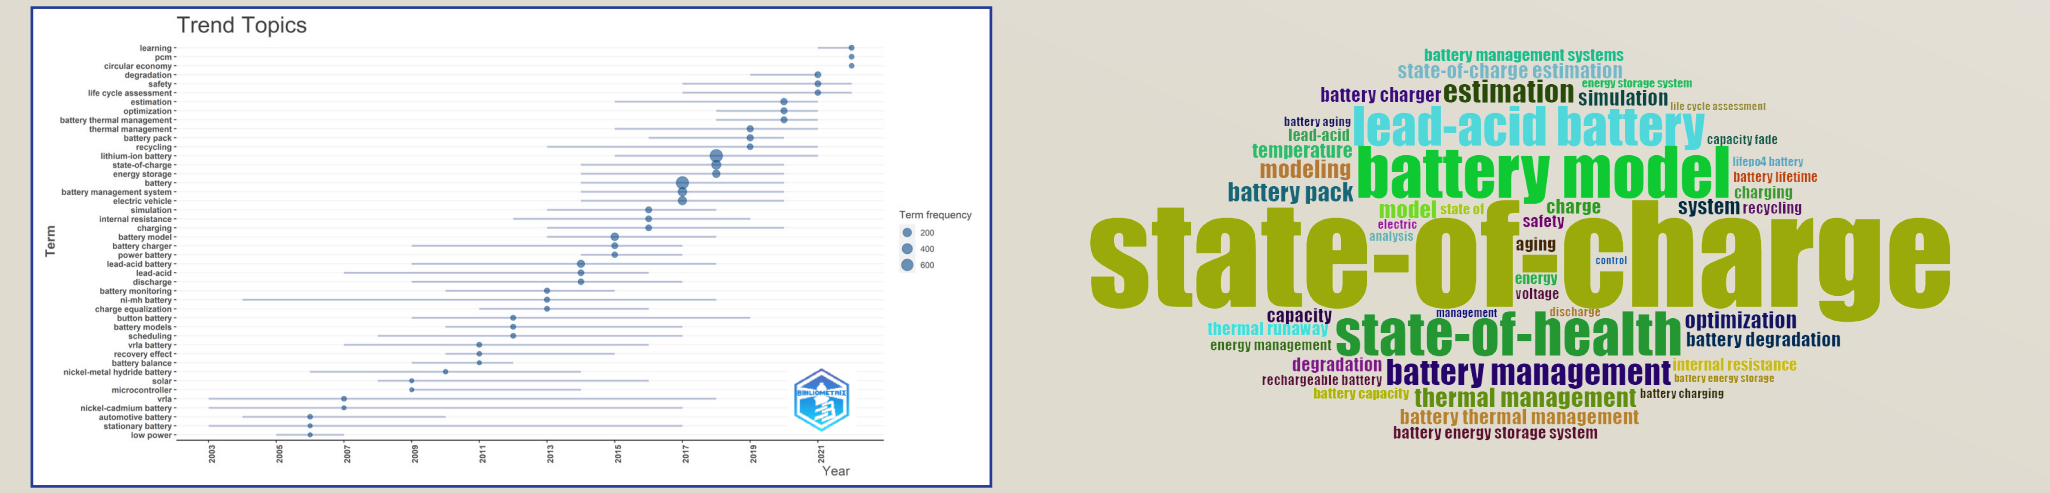 Trend Topics
learning
pcm
circular economy
degradation
safety
life cycle assessment
estimation
optimization
battery thermal management
thermal management
battery pack
recycling
lithium-ion battery
state-of-charge
energy storage
battery
battery management system
electric vehicle
simulation
internal resistance
charging
battery model
battery charger
power battery
lead-acid battery
lead-acid
discharge
battery monitoring
ni-mh battery
charge equalization
button battery
battery models
scheduling
vrla battery
recovery effect
battery balance
nickel-metal hydride battery
solar
microcontroller
vrla
nickel-cadmium battery
automotive battery
stationary battery
low power
Term
2003 2005 2007 2009 2011 2013 2015 2017 2019 2021
Year
Term frequency
200
400
600
BIBLIOMETRIX
battery management systems
state-of-charge estimation
energy storage system
battery charger estimation simulation
life cycle assessment
battery aging
lead-acid
lead-acid battery
capacity fade
temperature
modeling
battery pack
battery model
lifepo4 battery
battery lifetime
charging
model state of charge system recycling
electric safety
analysis
aging
state-of-charge
control
energy
voltage
capacity management discharge
thermal runaway
energy management
state-of-health
optimization
battery degradation
degradation
rechargeable battery
battery management
internal resistance
battery energy storage
battery capacity thermal management battery charging
battery thermal management
battery energy storage system